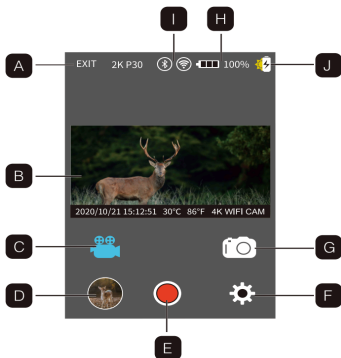 I H
A EXIT 2K P30 100% J
B
2020/10/21 15:12:51 30°C 86°F 4K WIFI CAM
C G
D F
E